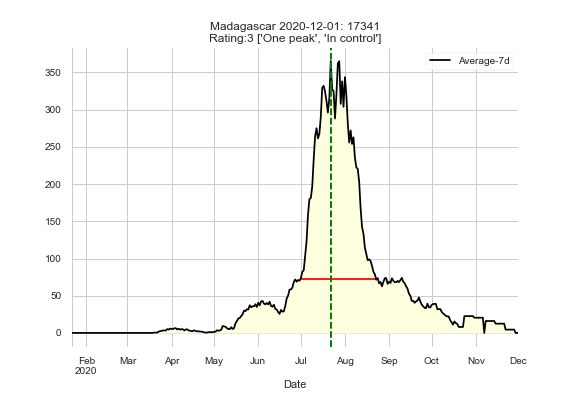 Madagascar 2020-12-01: 17341
Rating:3 ['One peak', 'In control']
Average-7d
350
300
250
200
150
100
50
0
Feb Mar Apr May Jun Jul Aug Sep Oct Nov Dec
2020
Date